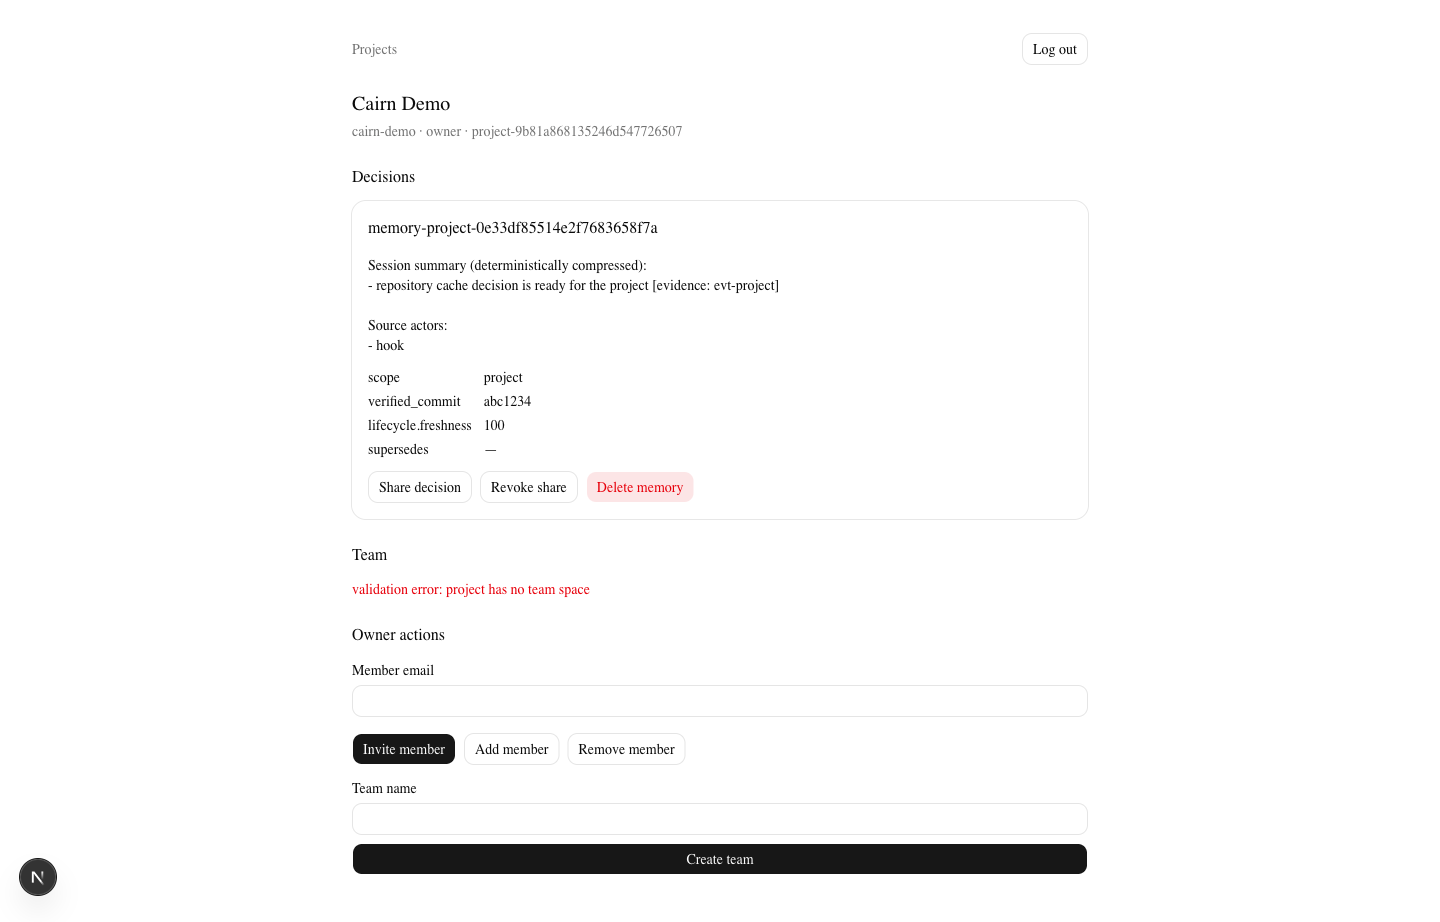 Projects
Log out
Cairn Demo
cairn-demo · owner · project-9b81a868135246d547726507
Decisions
memory-project-0e33df85514e2f7683658f7a
Session summary (deterministically compressed):
- repository cache decision is ready for the project [evidence: evt-project]
Source actors:
- hook
scope project
verified_commit abc1234
lifecycle.freshness 100
supersedes —
Share decision Revoke share Delete memory
Team
validation error: project has no team space
Owner actions
Member email
Invite member Add member Remove member
Team name
Create team
N